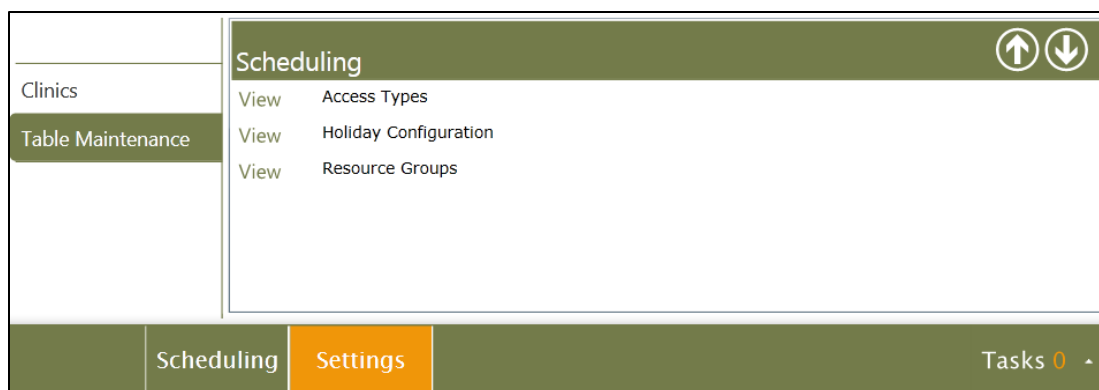 Scheduling
Clinics
Table Maintenance
View Access Types
View Holiday Configuration
View Resource Groups
Scheduling Settings Tasks 0